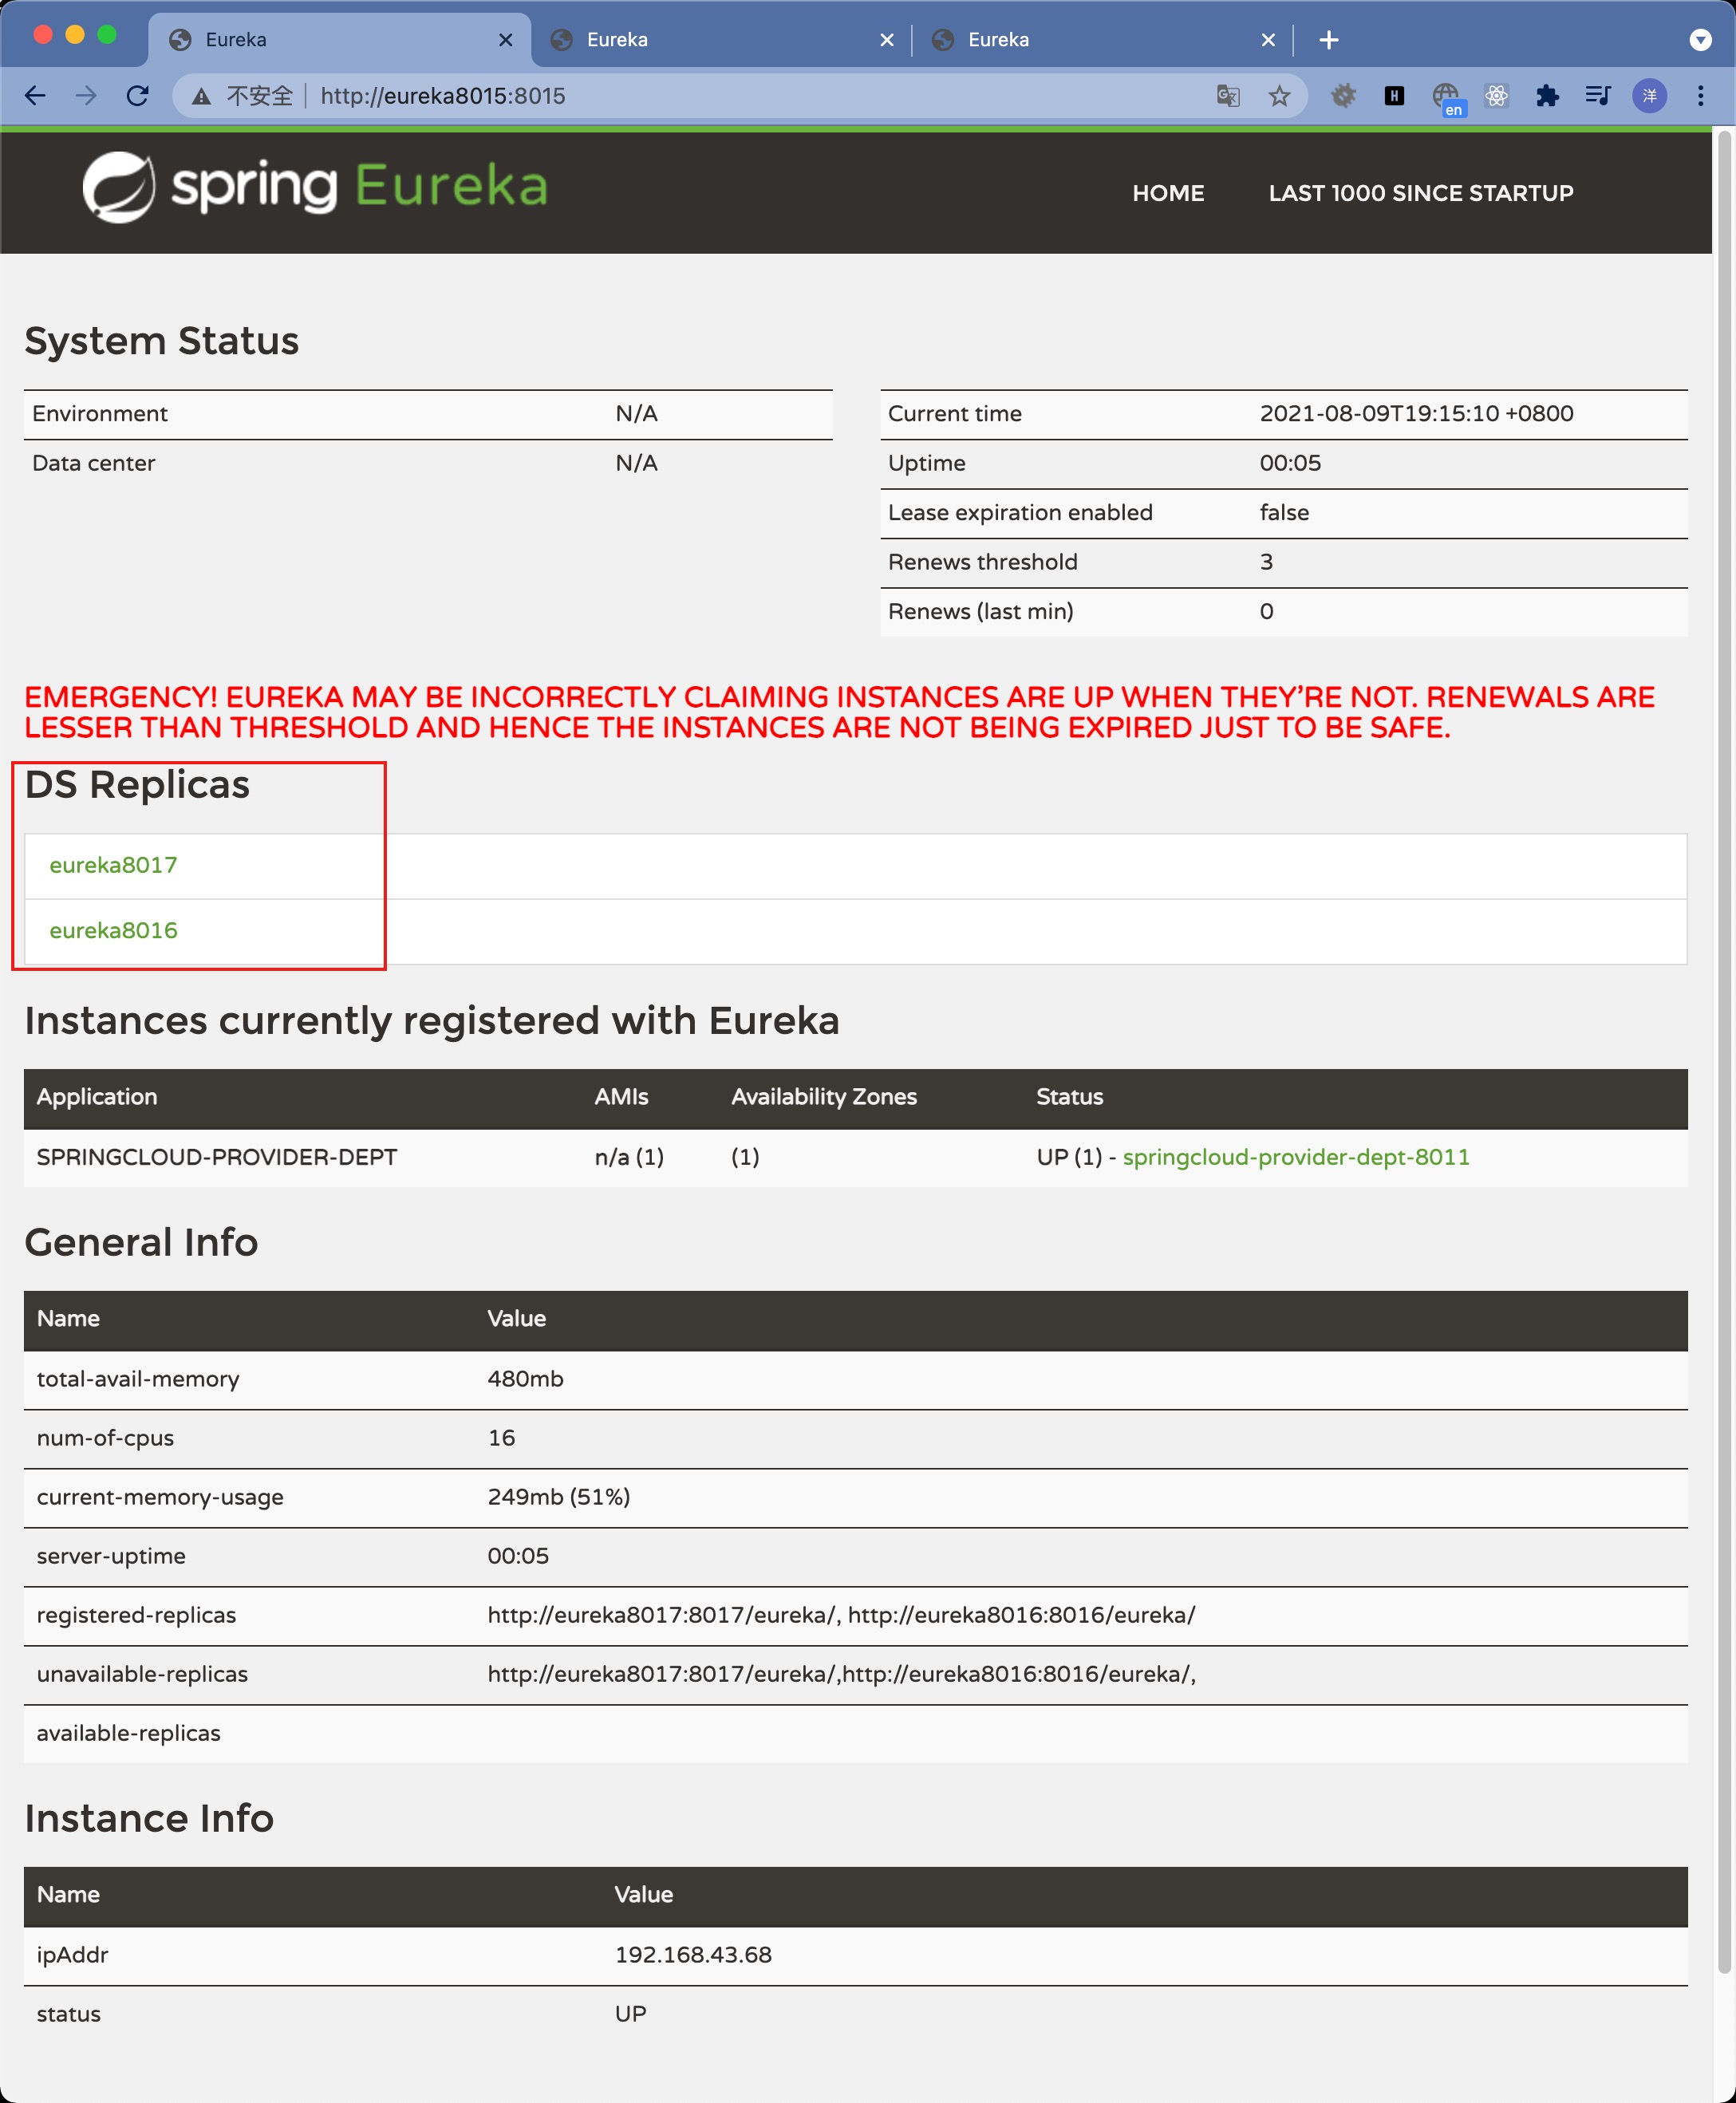 Eureka
Eureka
Eureka
不安全 http://eureka8015:8015
en
洋
spring Eureka
HOME LAST 1000 SINCE STARTUP
System Status
Environment N/A
Data center N/A
Current time 2021-08-09T19:15:10 +0800
Uptime 00:05
Lease expiration enabled false
Renews threshold 3
Renews (last min) 0
EMERGENCY! EUREKA MAY BE INCORRECTLY CLAIMING INSTANCES ARE UP WHEN THEY'RE NOT. RENEWALS ARE
LESSER THAN THRESHOLD AND HENCE THE INSTANCES ARE NOT BEING EXPIRED JUST TO BE SAFE.
DS Replicas
eureka8017
eureka8016
Instances currently registered with Eureka
Application AMIs Availability Zones Status
SPRINGCLOUD-PROVIDER-DEPT n/a (1) (1) UP (1) - springcloud-provider-dept-8011
General Info
Name Value
total-avail-memory 480mb
num-of-cpus 16
current-memory-usage 249mb (51%)
server-uptime 00:05
registered-replicas http://eureka8017:8017/eureka/, http://eureka8016:8016/eureka/
unavailable-replicas http://eureka8017:8017/eureka/,http://eureka8016:8016/eureka/,
available-replicas
Instance Info
Name Value
ipAddr 192.168.43.68
status UP